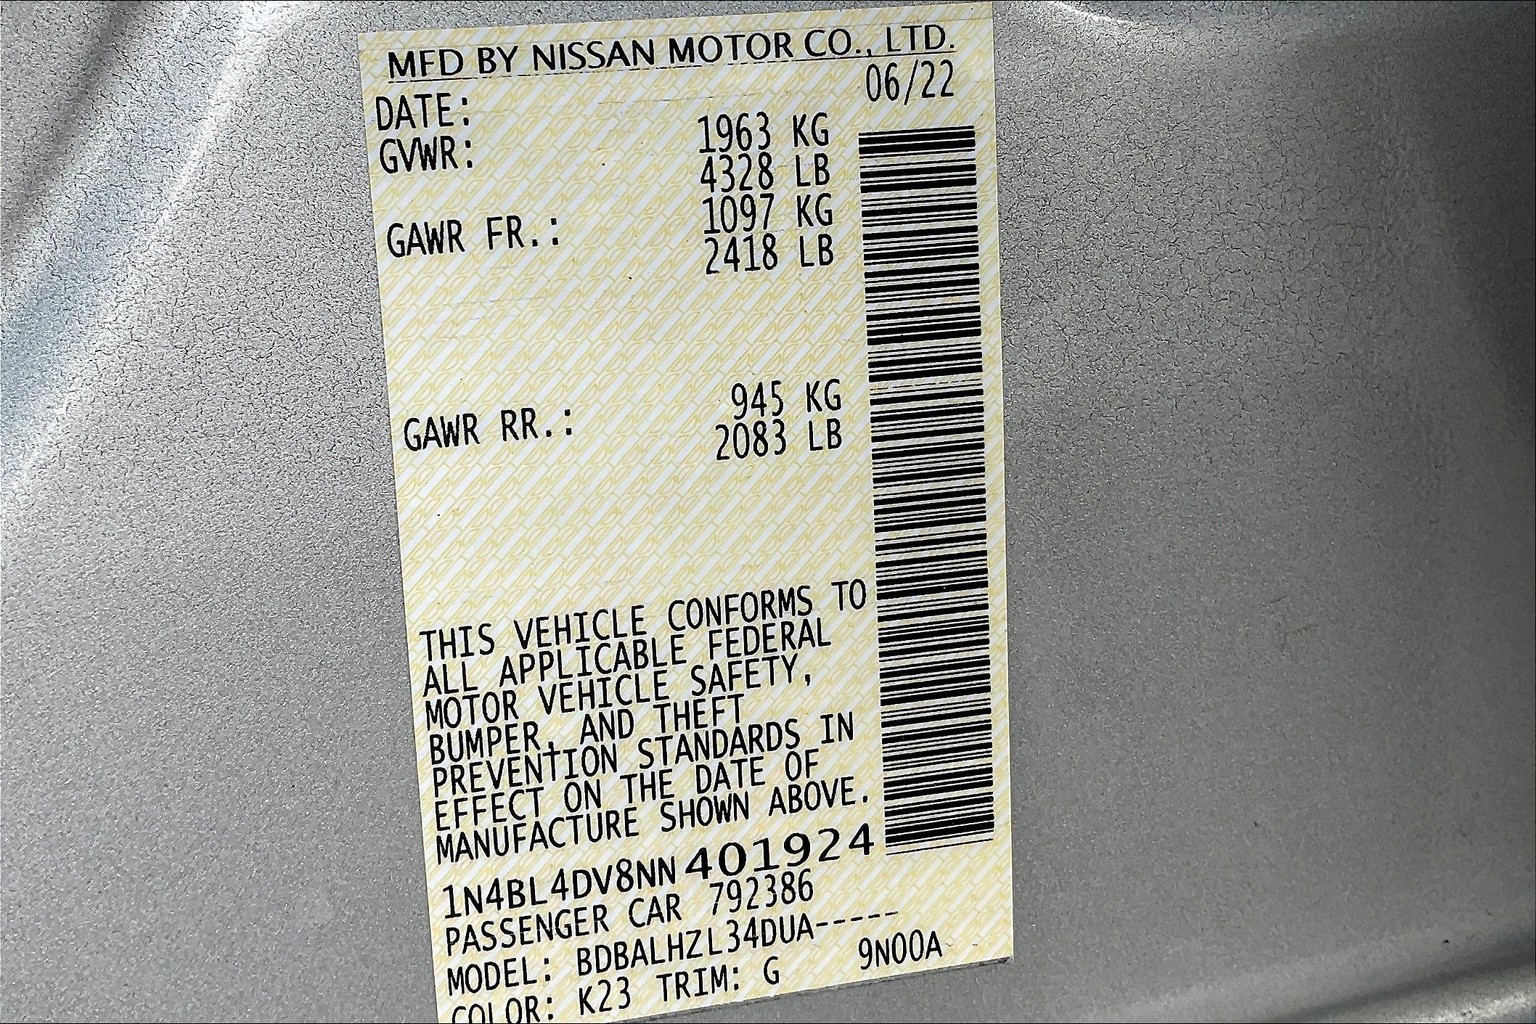 MFD BY NISSAN MOTOR CO., LTD.
DATE: 06/22
GVWR: 1963 KG
4328 LB
GAWR FR.: 1097 KG
2418 LB
GAWR RR.: 945 KG
2083 LB
THIS VEHICLE CONFORMS TO
ALL APPLICABLE FEDERAL
MOTOR VEHICLE SAFETY,
BUMPER, AND THEFT
PREVENTION STANDARDS IN
EFFECT ON THE DATE OF
MANUFACTURE SHOWN ABOVE.
1N4BL4DV8NN401924
PASSENGER CAR 792386
MODEL: BDBALHZL34DUA-----
COLOR: K23 TRIM: G 9N00A